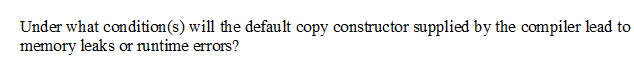 Under what condition(s) will the default copy constructor supplied by the compiler lead to
memory leaks or runtime errors?